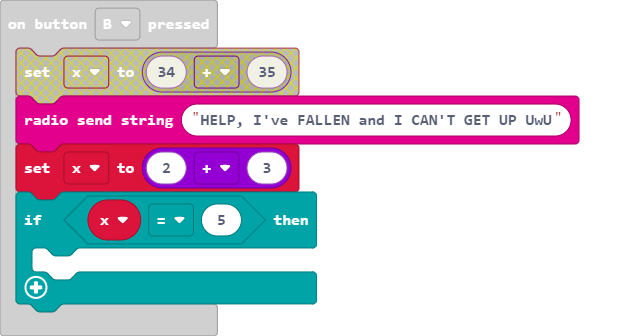 on button B pressed
set x to 34 + 35
radio send string "HELP, I've FALLEN and I CAN'T GET UP UwU"
set x to 2 + 3
if x = 5 then